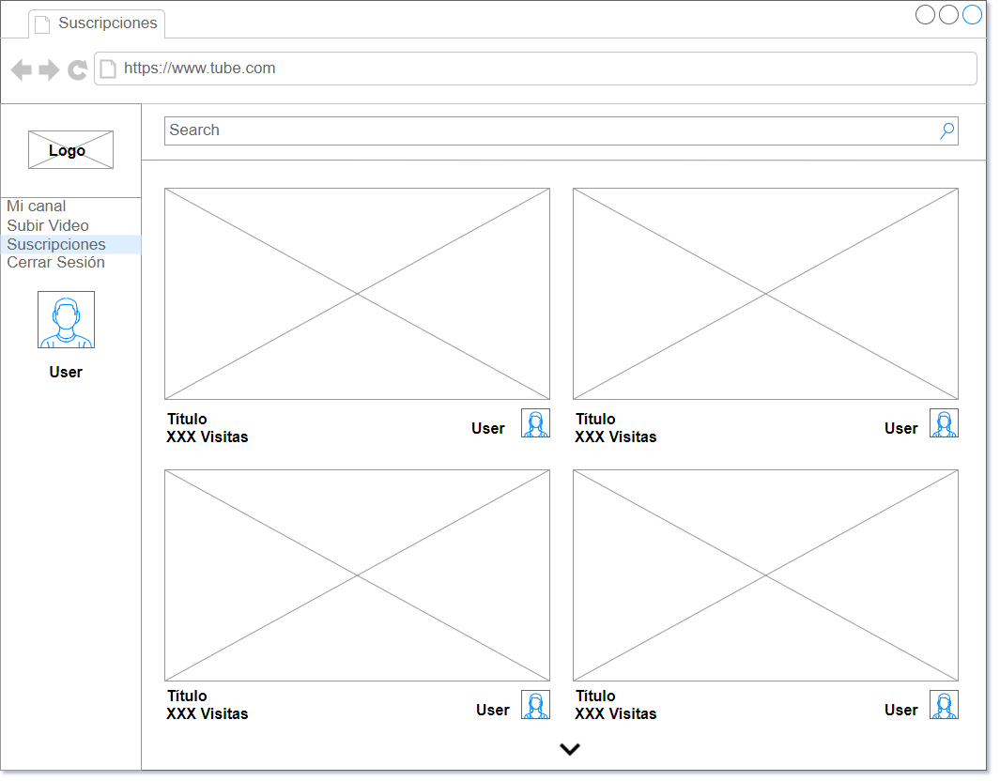 Suscripciones
https://www.tube.com
Logo
Search
Mi canal
Subir Video
Suscripciones
Cerrar Sesión
User
Título
XXX Visitas
User
Título
XXX Visitas
User
Título
XXX Visitas
User
Título
XXX Visitas
User